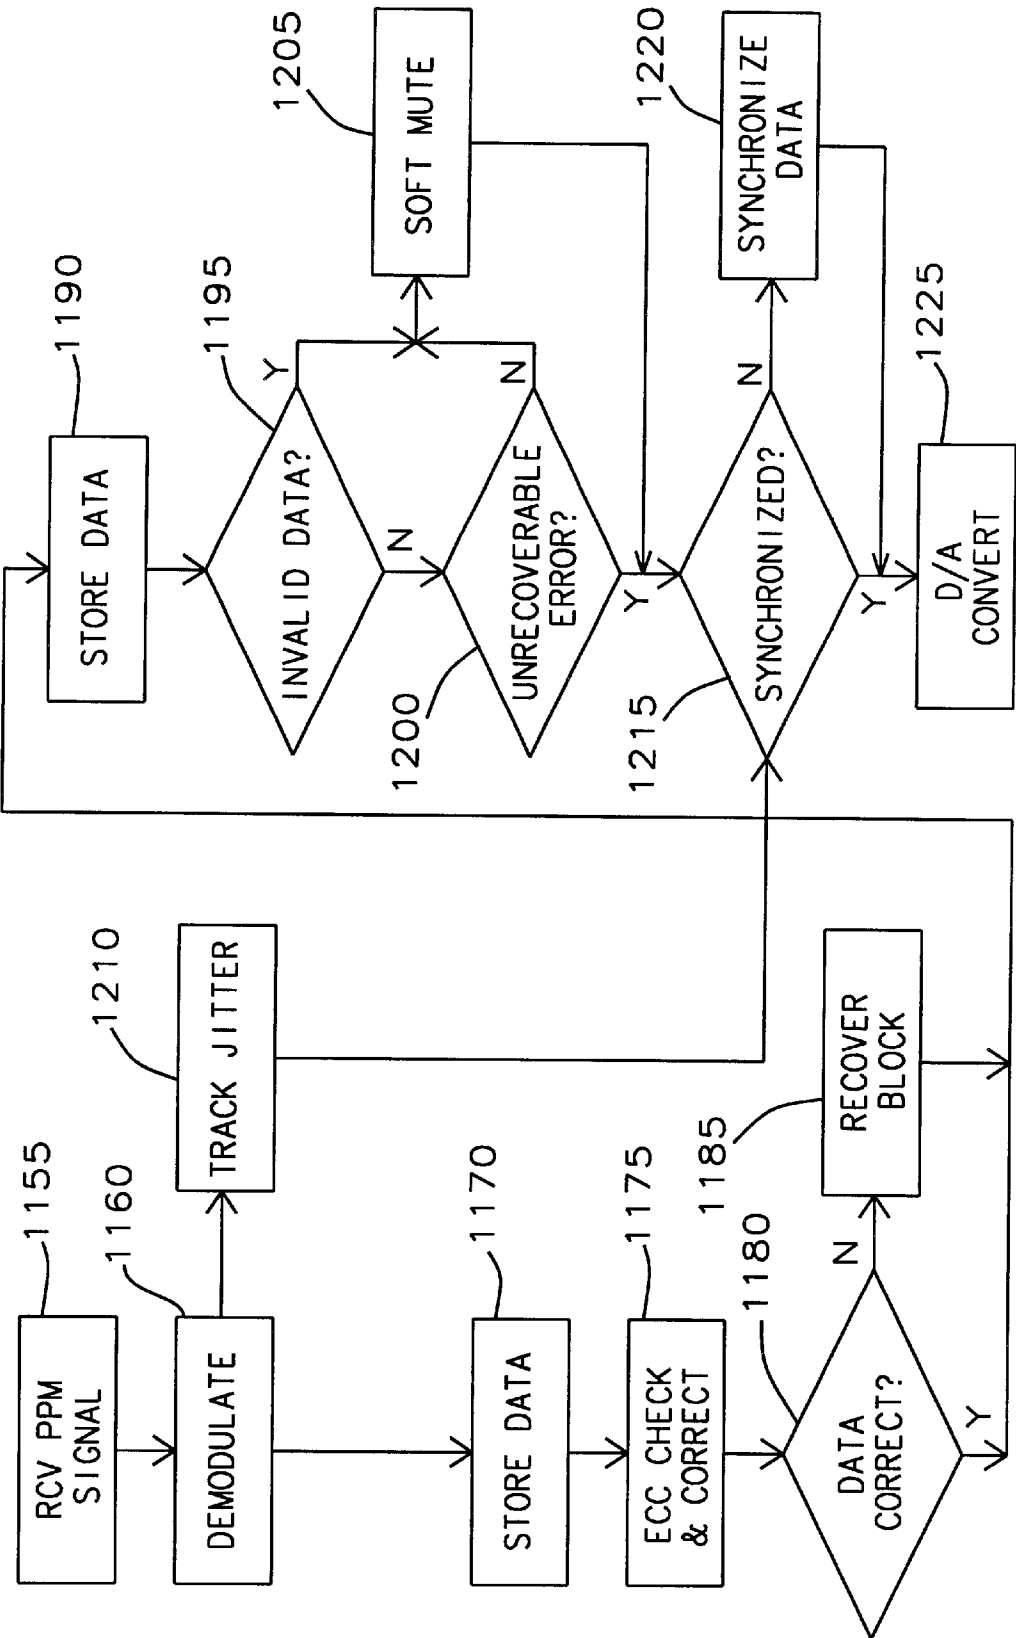 RCV PPM
SIGNAL
1155
DEMODULATE
1160
TRACK JITTER
1210
STORE DATA
1170
ECC CHECK
& CORRECT
1175
DATA
CORRECT?
1180
N
Y
RECOVER
BLOCK
1185
STORE DATA
1190
INVALID DATA?
1195
Y
N
SOFT MUTE
1205
UNRECOVERABLE
ERROR?
1200
N
Y
SYNCHRONIZED?
1215
N
Y
SYNCHRONIZE
DATA
1220
D/A
CONVERT
1225